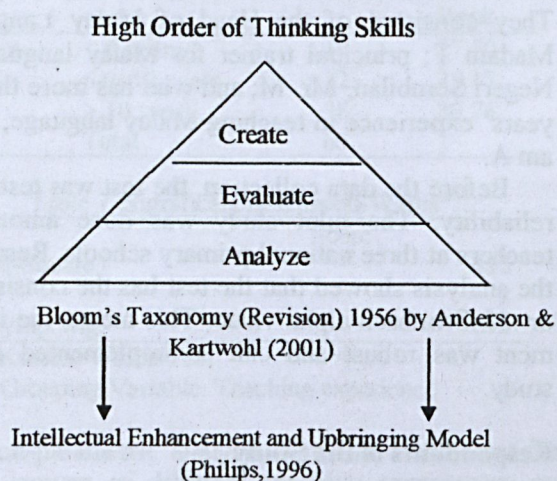 High Order of Thinking Skills
Create
Evaluate
Analyze
Bloom's Taxonomy (Revision) 1956 by Anderson &
Kartwohl (2001)
Intellectual Enhancement and Upbringing Model
(Philips,1996)